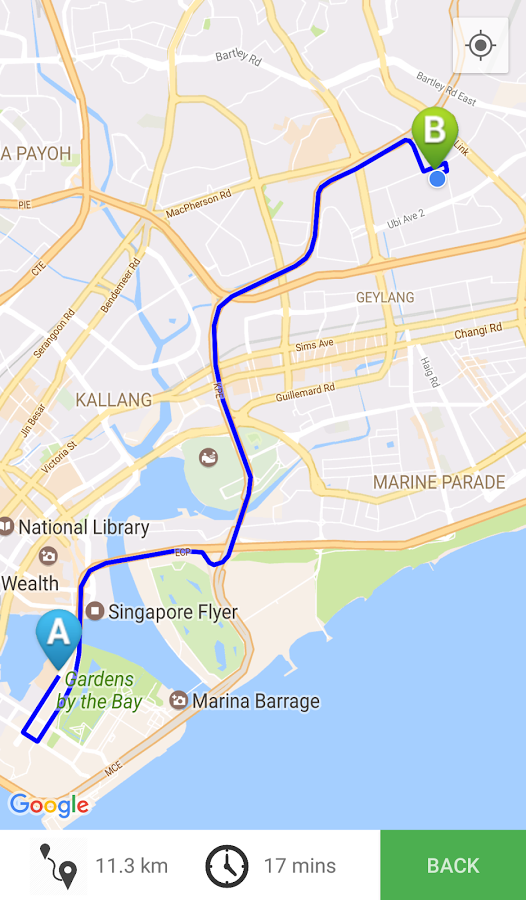 Bartley Rd
Bartley Rd East
B
Link
A PAYOH
MacPherson Rd
PIE
Ubi Ave 2
CTE
Bendemeer Rd
GEYLANG
Serangoon Rd
Changi Rd
Sims Ave
Haig Rd
KPE
Guillemard Rd
KALLANG
Jln Besar
Victoria St
MARINE PARADE
National Library
ECP
Wealth
Singapore Flyer
A
Gardens
by the Bay
Marina Barrage
MCE
Google
11.3 km
17 mins
BACK